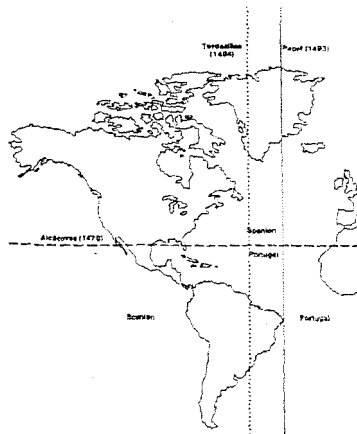 Tordesillas Papst (1493)
(1494)
Spanien
Alcáçovas (1479)
Portugal
Spanien Portugal